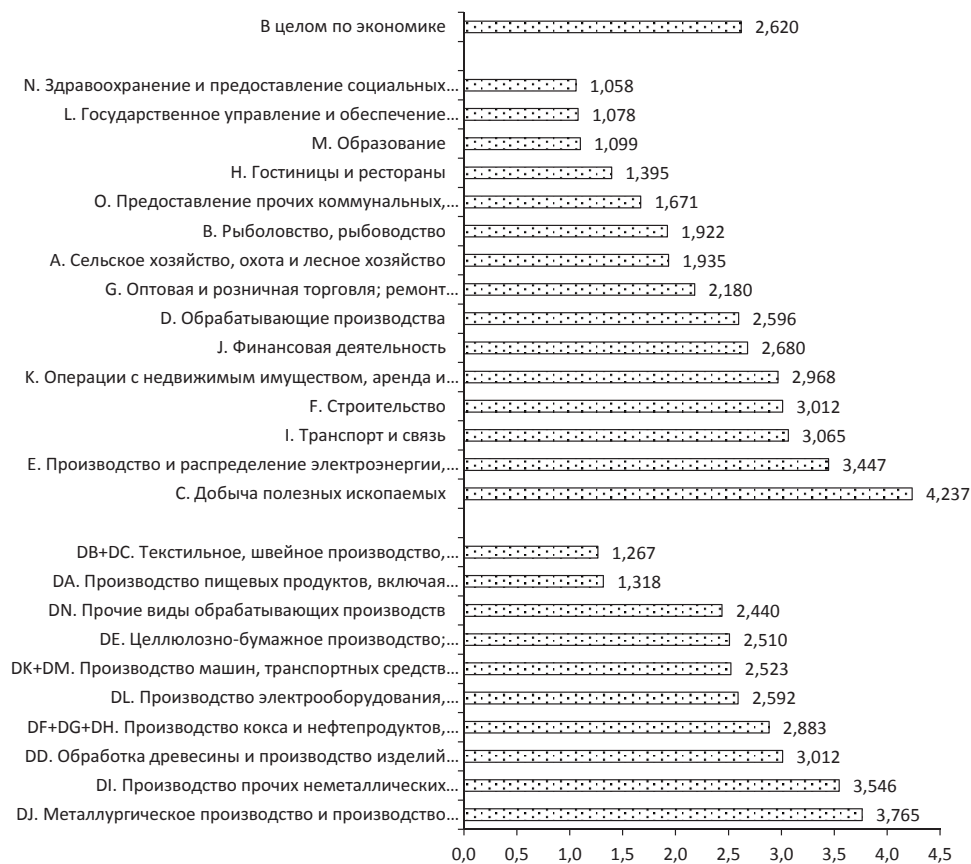 В целом по экономике 2,620
N. Здравоохранение и предоставление социальных... 1,058
L. Государственное управление и обеспечение... 1,078
M. Образование 1,099
H. Гостиницы и рестораны 1,395
O. Предоставление прочих коммунальных,... 1,671
B. Рыболовство, рыбоводство 1,922
A. Сельское хозяйство, охота и лесное хозяйство 1,935
G. Оптовая и розничная торговля; ремонт... 2,180
D. Обрабатывающие производства 2,596
J. Финансовая деятельность 2,680
K. Операции с недвижимым имуществом, аренда и... 2,968
F. Строительство 3,012
I. Транспорт и связь 3,065
E. Производство и распределение электроэнергии,... 3,447
C. Добыча полезных ископаемых 4,237
DB+DC. Текстильное, швейное производство,... 1,267
DA. Производство пищевых продуктов, включая... 1,318
DN. Прочие виды обрабатывающих производств 2,440
DE. Целлюлозно-бумажное производство;... 2,510
DK+DM. Производство машин, транспортных средств... 2,523
DL. Производство электрооборудования,... 2,592
DF+DG+DH. Производство кокса и нефтепродуктов,... 2,883
DD. Обработка древесины и производство изделий... 3,012
DI. Производство прочих неметаллических... 3,546
DJ. Металлургическое производство и производство... 3,765
0,0 0,5 1,0 1,5 2,0 2,5 3,0 3,5 4,0 4,5